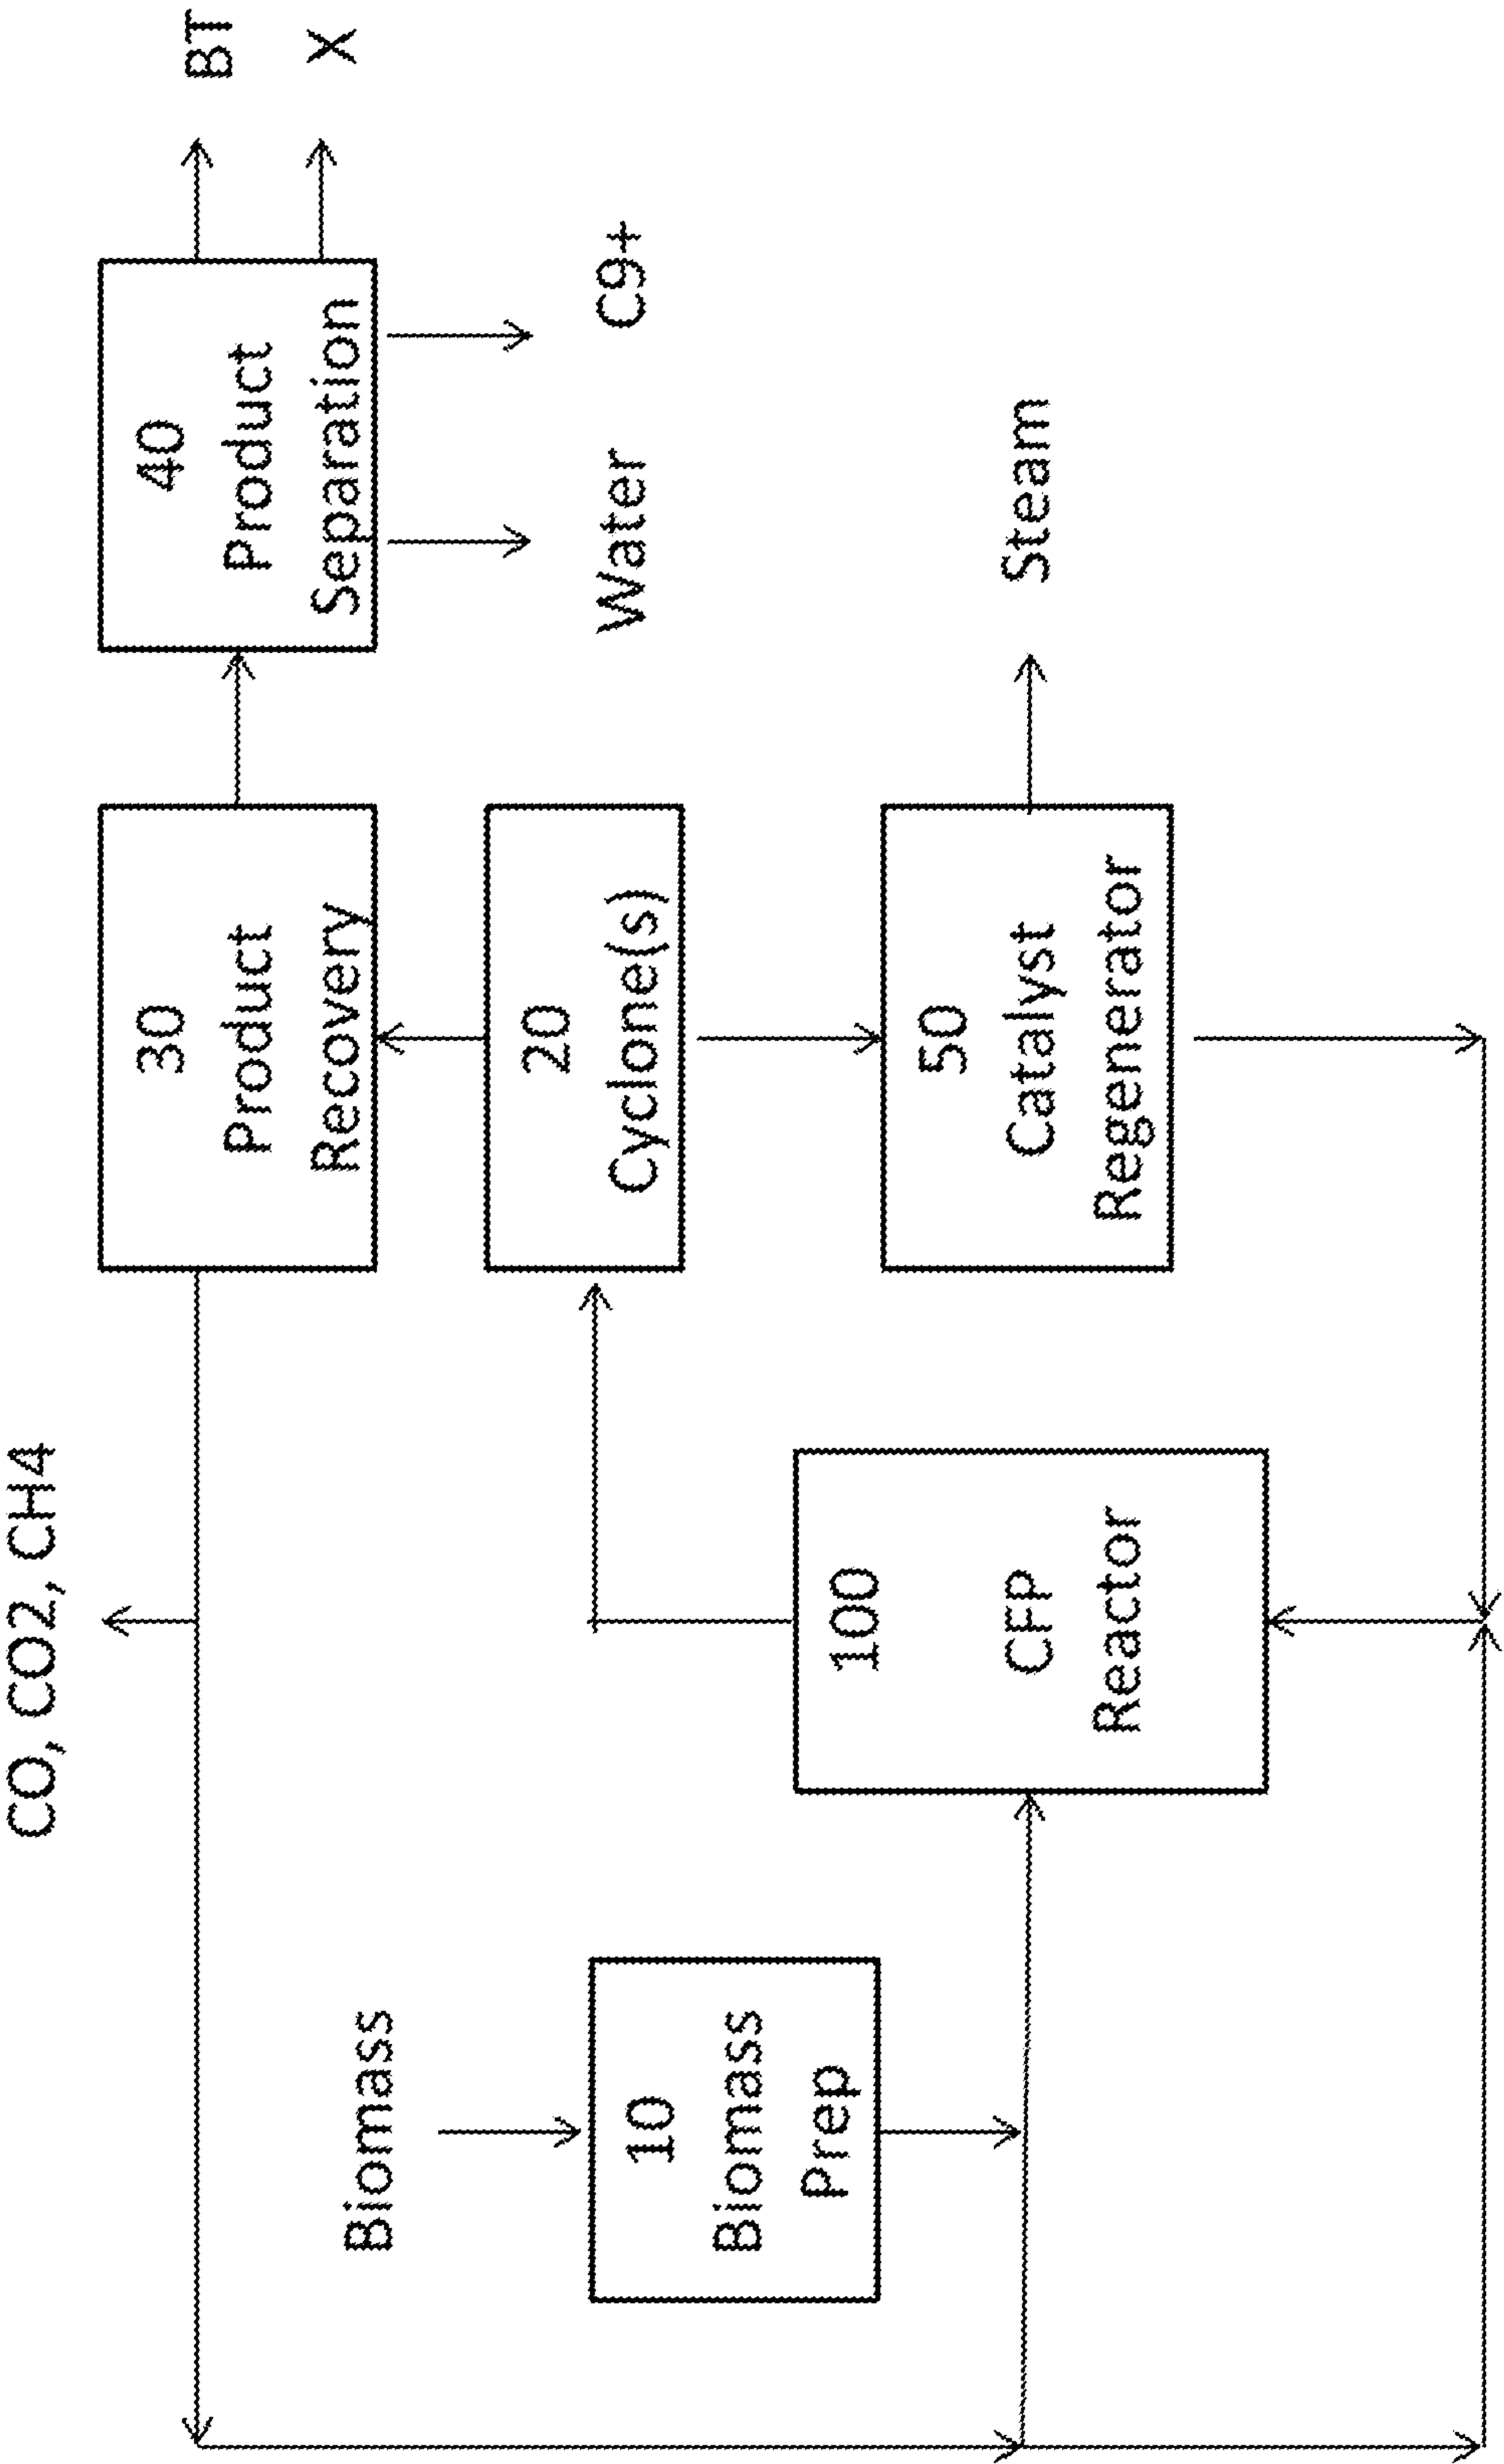 CO, CO2, CH4
30
Product
Recovery
40
Product
Separation
BT
X
Biomass
20
Cyclone(s)
Water
C9+
10
Biomass
Prep
100
CFP
Reactor
50
Catalyst
Regenerator
Steam